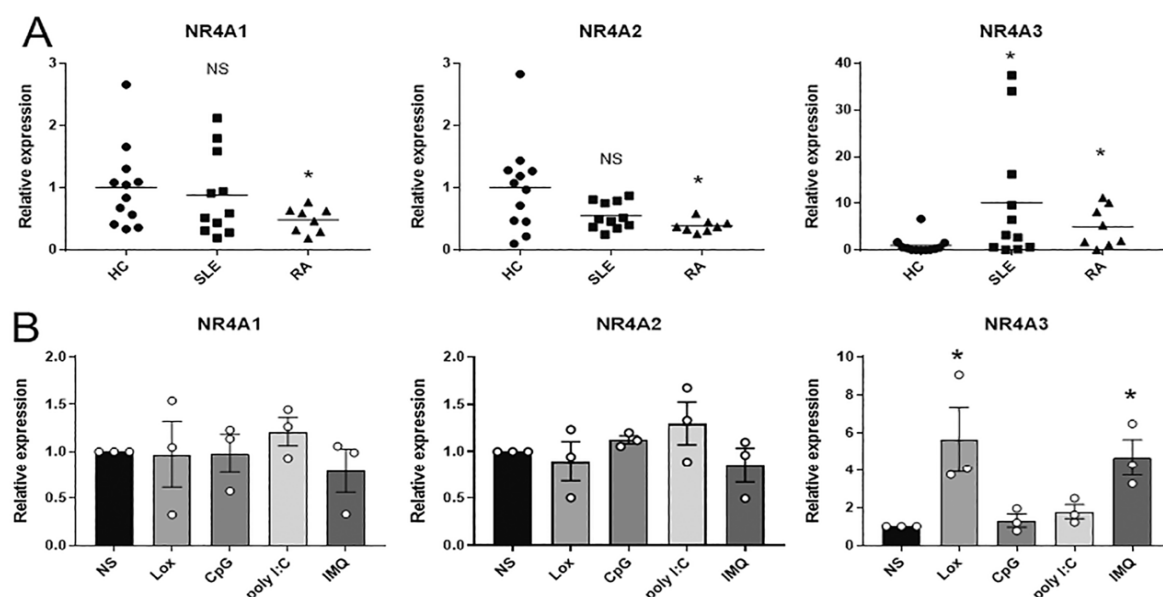 A
NR4A1
NR4A2
NR4A3
Relative expression
3
2
1
0
NS
*
HC
SLE
RA
Relative expression
3
2
1
0
NS
*
HC
SLE
RA
Relative expression
40
30
20
10
0
*
*
HC
SLE
RA
B
NR4A1
NR4A2
NR4A3
Relative expression
2.0
1.5
1.0
0.5
0.0
NS
Lox
CpG
poly I:C
IMQ
Relative expression
2.0
1.5
1.0
0.5
0.0
NS
Lox
CpG
poly I:C
IMQ
Relative expression
10
8
6
4
2
0
*
*
NS
Lox
CpG
poly I:C
IMQ